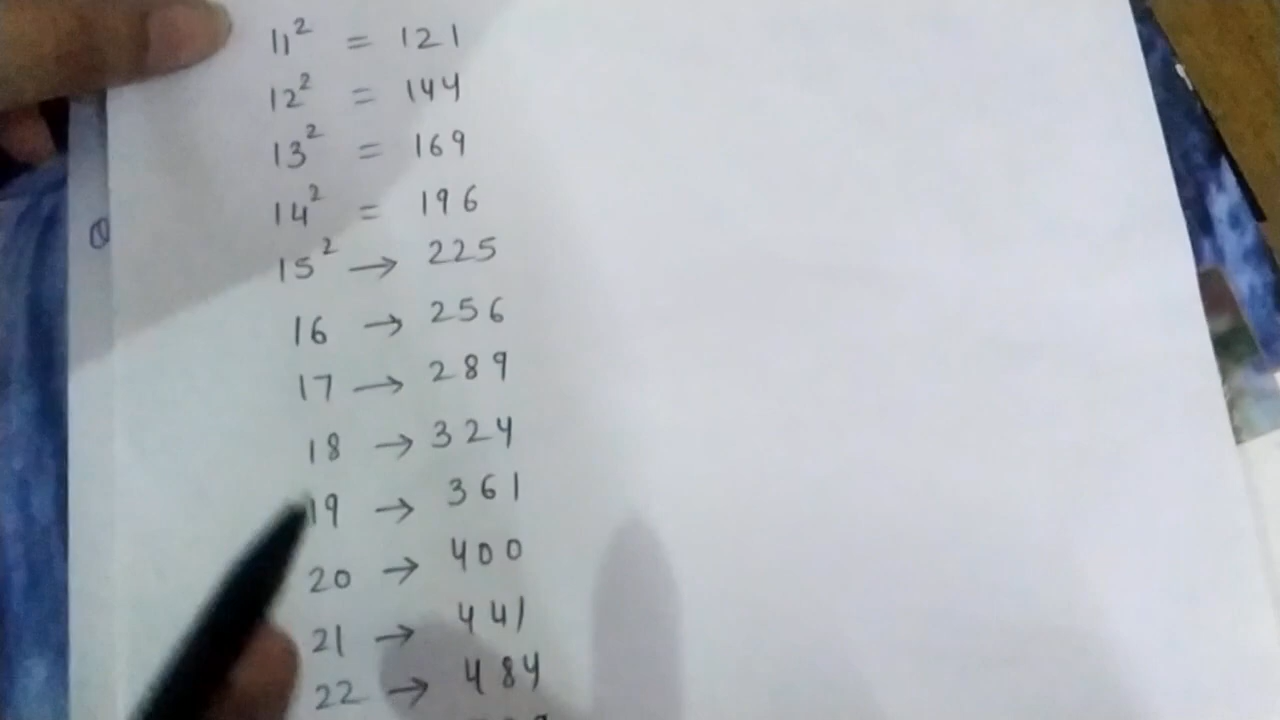 11² = 121
12² = 144
13² = 169
14² = 196
15² → 225
16 → 256
17 → 289
18 → 324
19 → 361
20 → 400
21 → 441
22 → 484